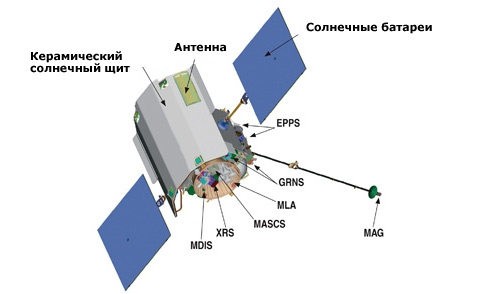 Солнечные батареи
Антенна
Керамический
солнечный щит
EPPS
GRNS
MLA
MASCS
XRS
MDIS
MAG